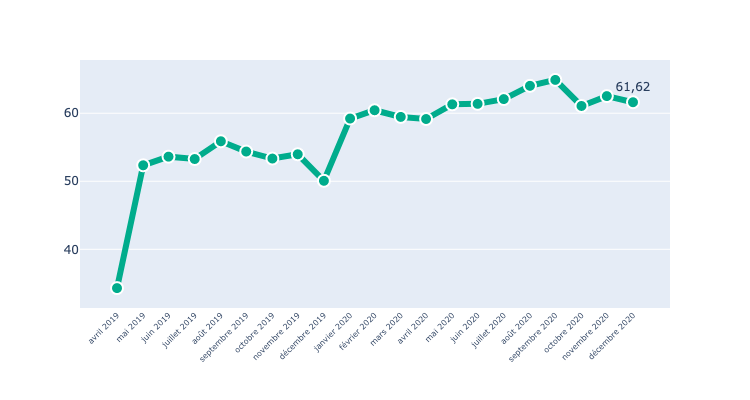 61,62
60
50
40
avril 2019
mai 2019
juin 2019
juillet 2019
août 2019
septembre 2019
octobre 2019
novembre 2019
décembre 2019
janvier 2020
février 2020
mars 2020
avril 2020
mai 2020
juin 2020
juillet 2020
août 2020
septembre 2020
octobre 2020
novembre 2020
décembre 2020